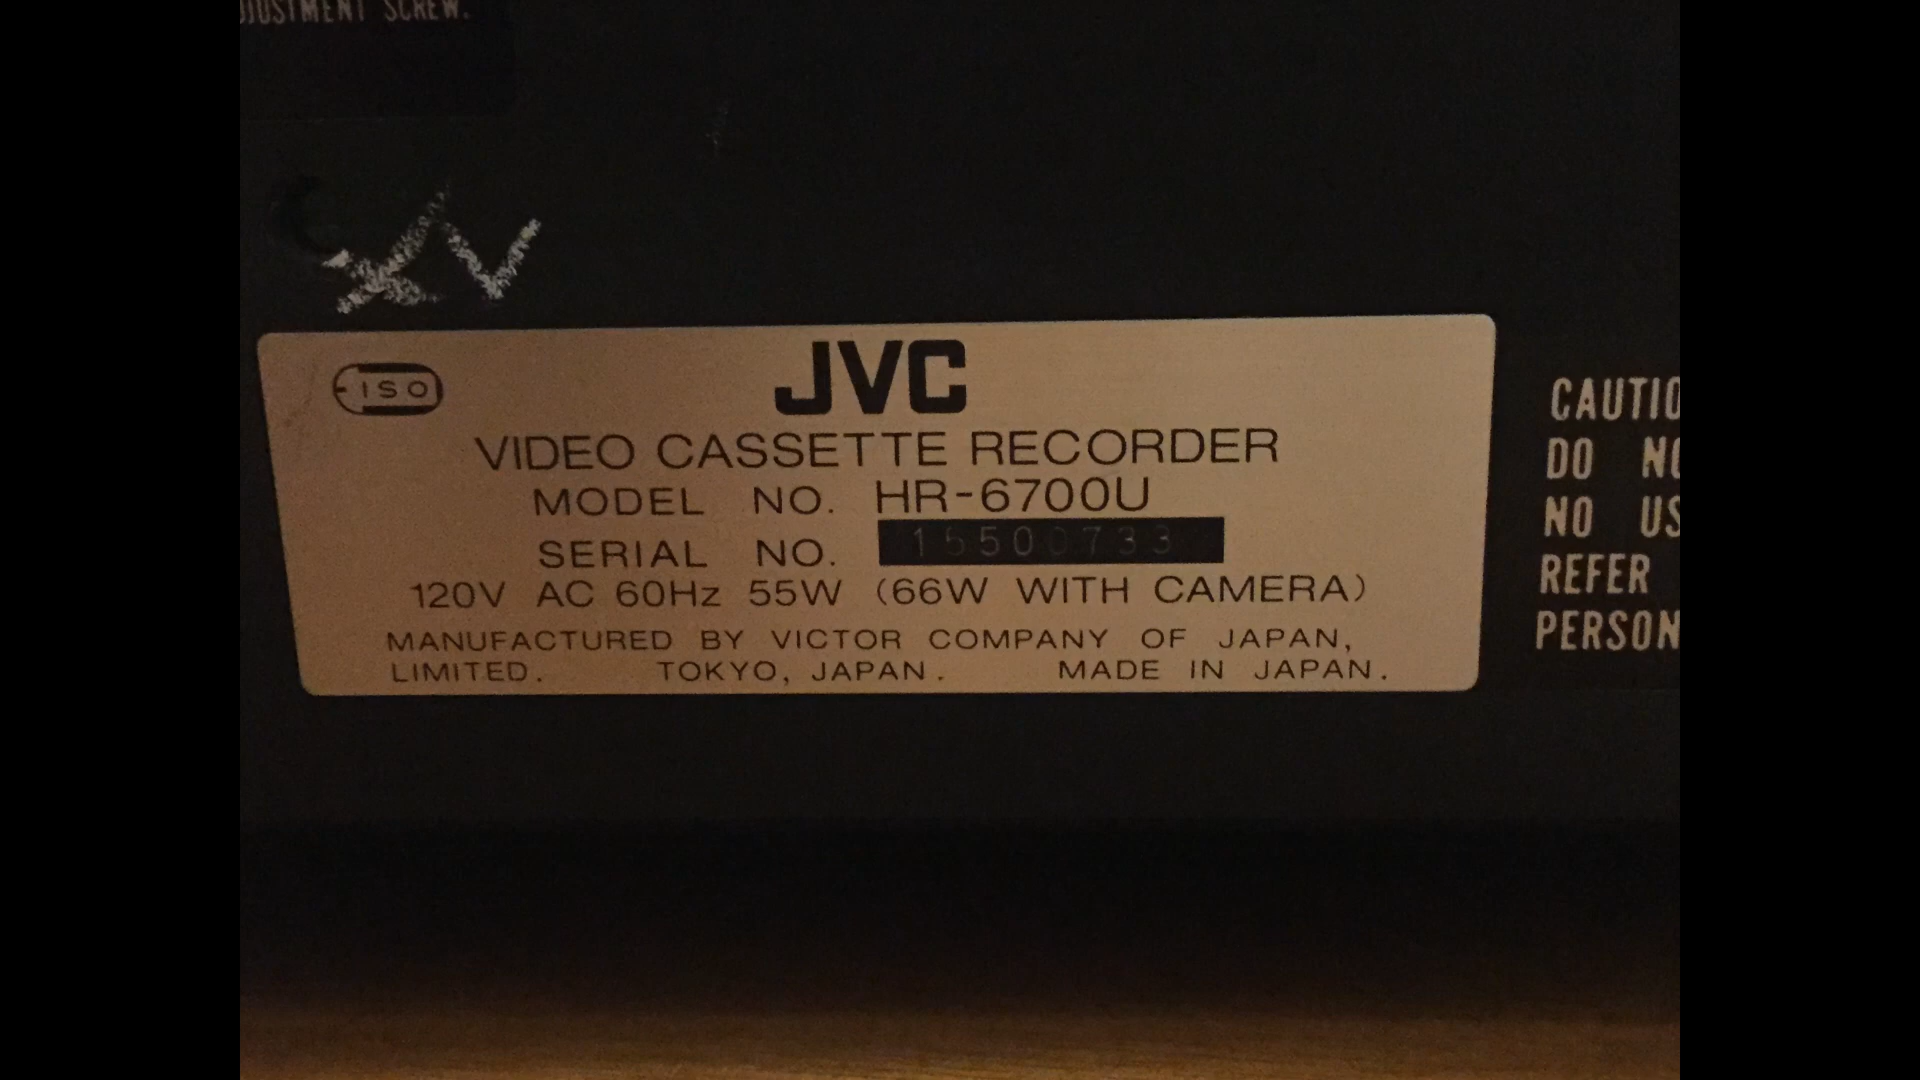 ADJUSTMENT SCREW.
XV
ISO
JVC
VIDEO CASSETTE RECORDER
MODEL NO. HR-6700U
SERIAL NO. 15500733
120V AC 60Hz 55W (66W WITH CAMERA)
MANUFACTURED BY VICTOR COMPANY OF JAPAN,
LIMITED. TOKYO, JAPAN. MADE IN JAPAN.
CAUTIO
DO NO
NO US
REFER
PERSON